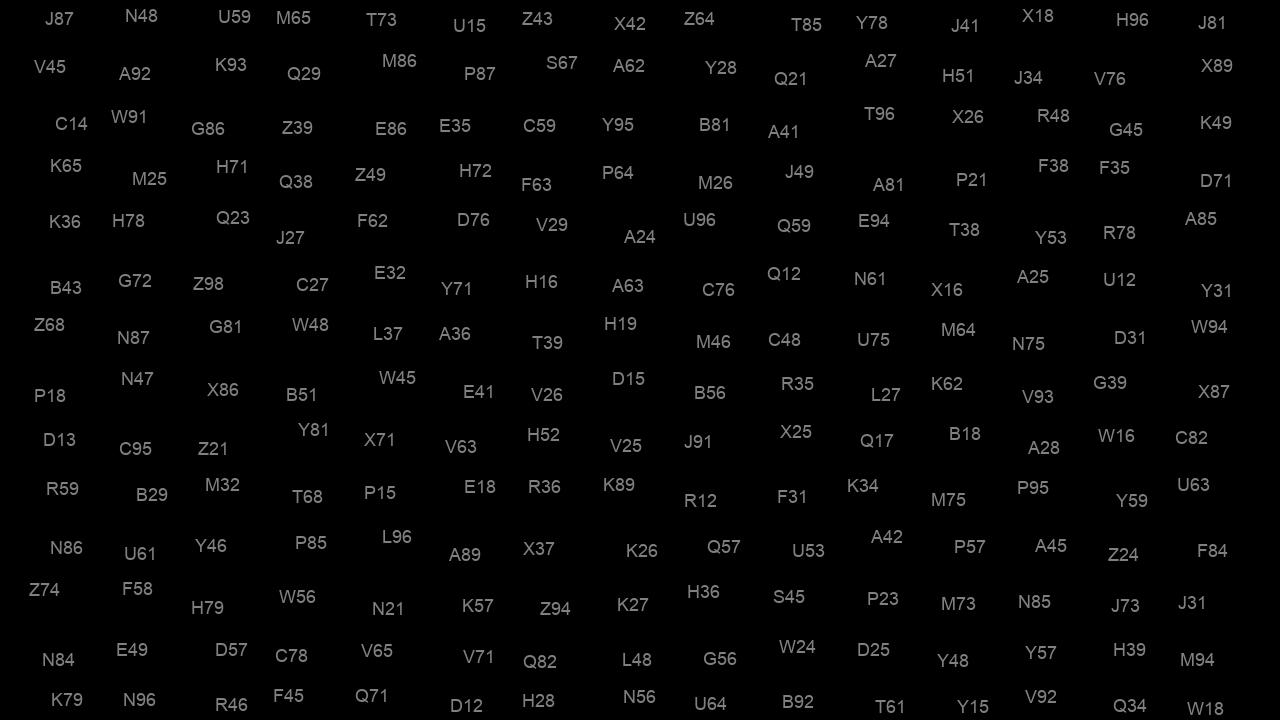 J87 N48 U59 M65 T73 U15 Z43 X42 Z64 T85 Y78 J41 X18 H96 J81
V45 A92 K93 Q29 M86 P87 S67 A62 Y28 Q21 A27 H51 J34 V76 X89
C14 W91 G86 Z39 E86 E35 C59 Y95 B81 A41 T96 X26 R48 G45 K49
K65 M25 H71 Q38 Z49 H72 F63 P64 M26 J49 A81 P21 F38 F35 D71
K36 H78 Q23 J27 F62 D76 V29 A24 U96 Q59 E94 T38 Y53 R78 A85
B43 G72 Z98 C27 E32 Y71 H16 A63 C76 Q12 N61 X16 A25 U12 Y31
Z68 N87 G81 W48 L37 A36 T39 H19 M46 C48 U75 M64 N75 D31 W94
P18 N47 X86 B51 W45 E41 V26 D15 B56 R35 L27 K62 V93 G39 X87
D13 C95 Z21 Y81 X71 V63 H52 V25 J91 X25 Q17 B18 A28 W16 C82
R59 B29 M32 T68 P15 E18 R36 K89 R12 F31 K34 M75 P95 Y59 U63
N86 U61 Y46 P85 L96 A89 X37 K26 Q57 U53 A42 P57 A45 Z24 F84
Z74 F58 H79 W56 N21 K57 Z94 K27 H36 S45 P23 M73 N85 J73 J31
N84 E49 D57 C78 V65 V71 Q82 L48 G56 W24 D25 Y48 Y57 H39 M94
K79 N96 R46 F45 Q71 D12 H28 N56 U64 B92 T61 Y15 V92 Q34 W18